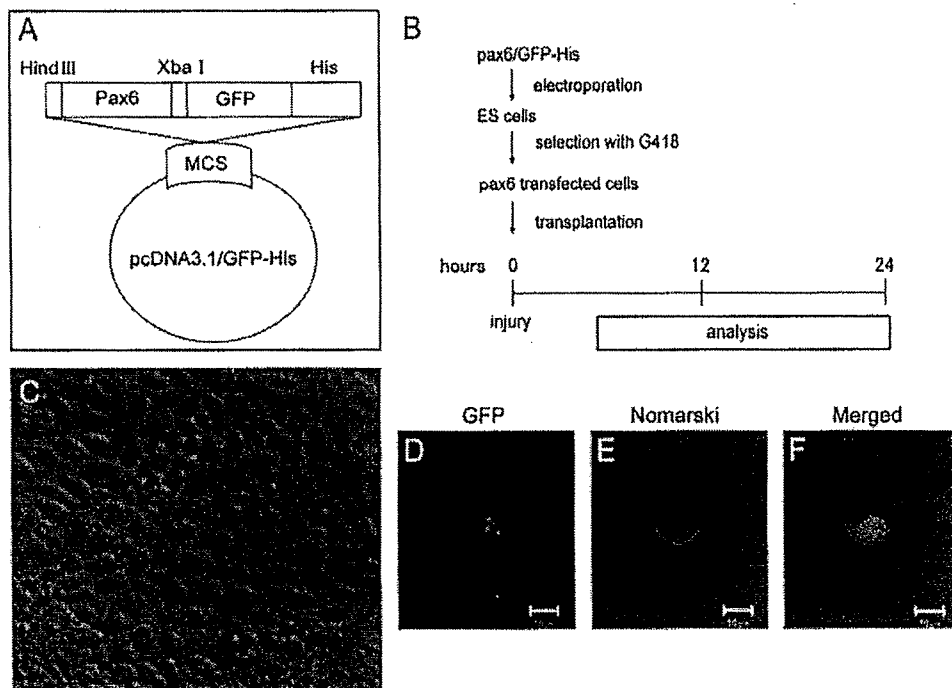 A
Hind III Xba I His
Pax6 GFP
MCS
pcDNA3.1/GFP-His
B
pax6/GFP-His
electroporation
ES cells
selection with G418
pax6 transfected cells
transplantation
hours 0 12 24
injury
analysis
C
GFP Nomarski Merged
D E F